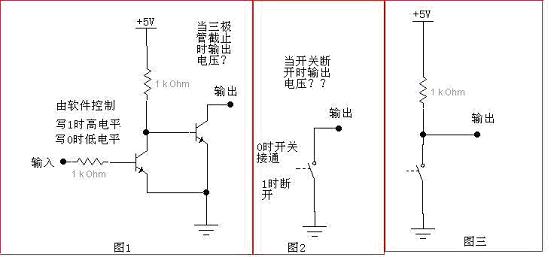 +5V
当三极
管截止
时输出
电压??
1 k Ohm
输出
由软件控制
写1时高电平
写0时低电平
输入
1 k Ohm
图1
当开关断
开时输出
电压??
输出
0时开关
接通
1时断
开
图2
+5V
1 k Ohm
输出
图三